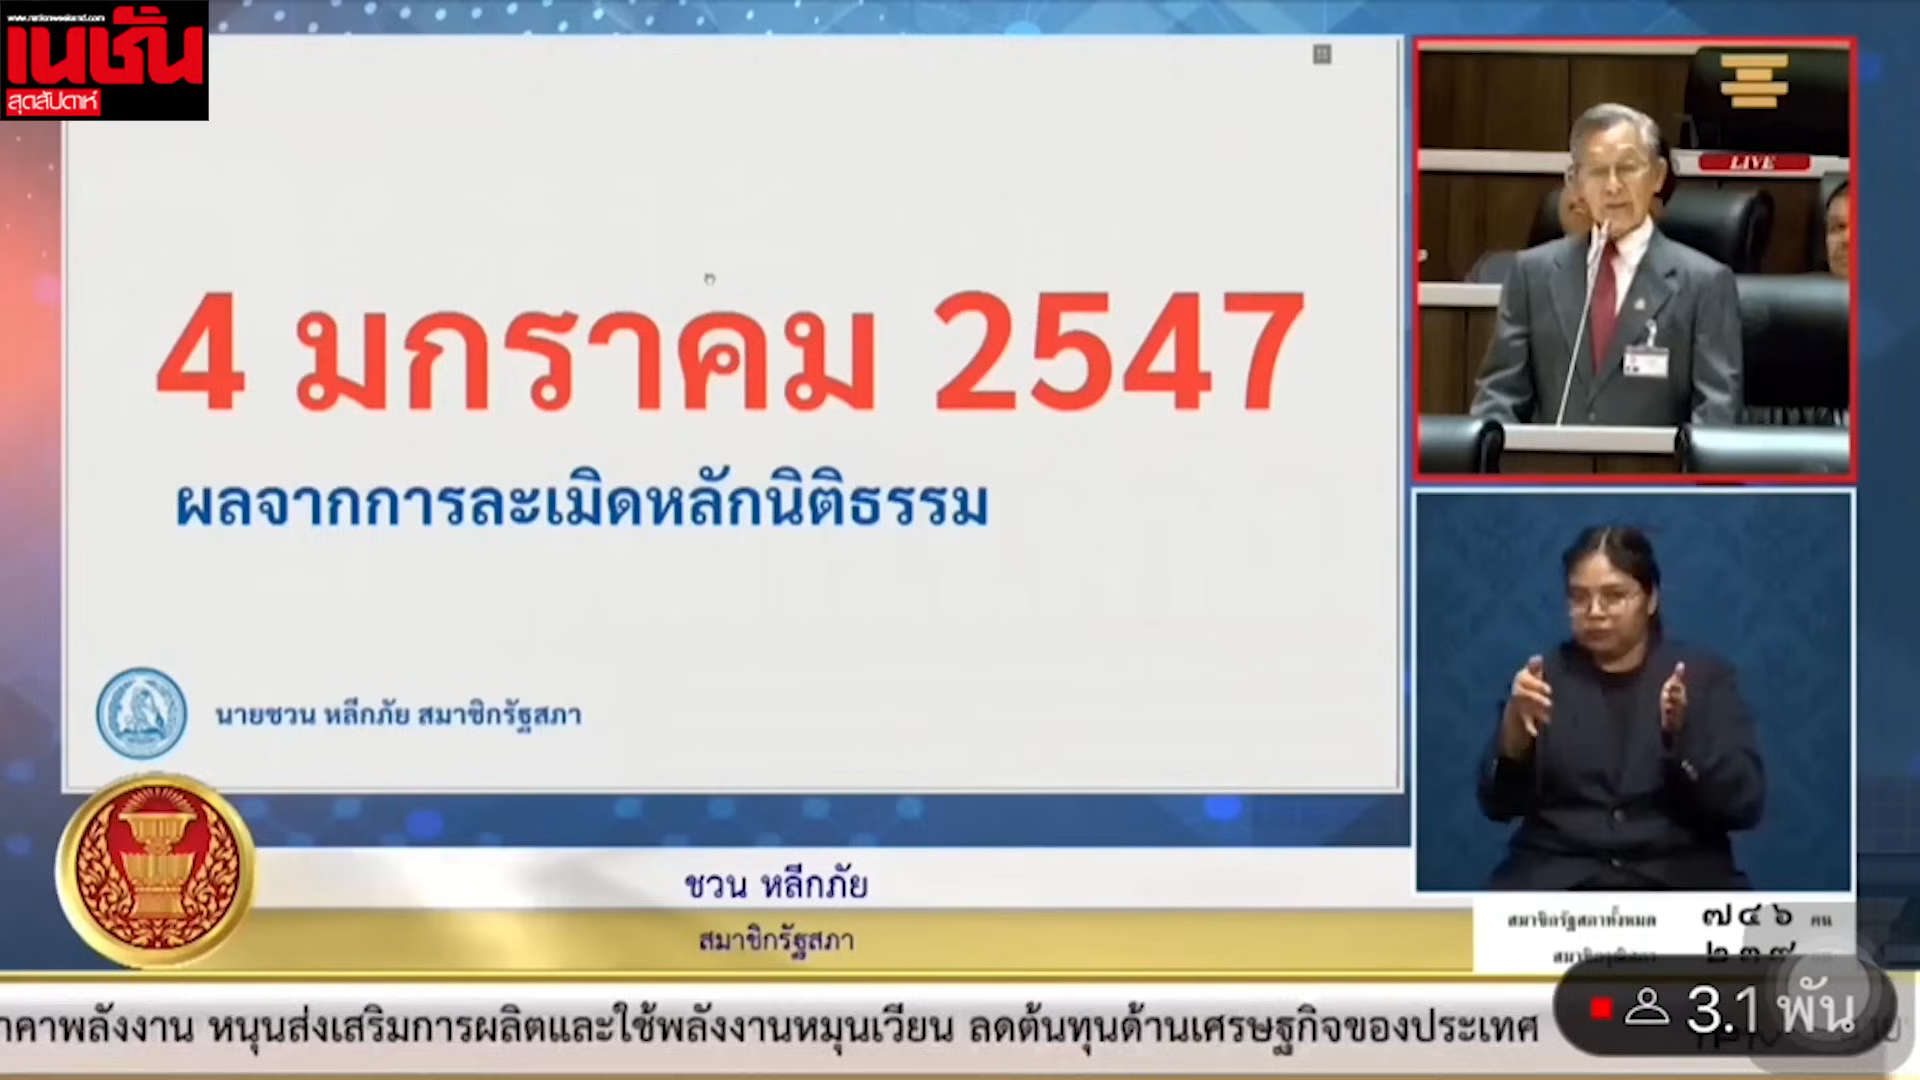 www.nationweekend.com
เนชั่น
สุดสัปดาห์
4 มกราคม 2547
ผลจากการละเมิดหลักนิติธรรม
นายชวน หลีกภัย สมาชิกรัฐสภา
LIVE
ชวน หลีกภัย
สมาชิกรัฐสภา
สมาชิกรัฐสภาทั้งหมด ๗๔๖ คน
คาพลังงาน หนุนส่งเสริมการผลิตและใช้พลังงานหมุนเวียน ลดต้นทุนด้านเศรษฐกิจของประเทศ
3.1 พัน